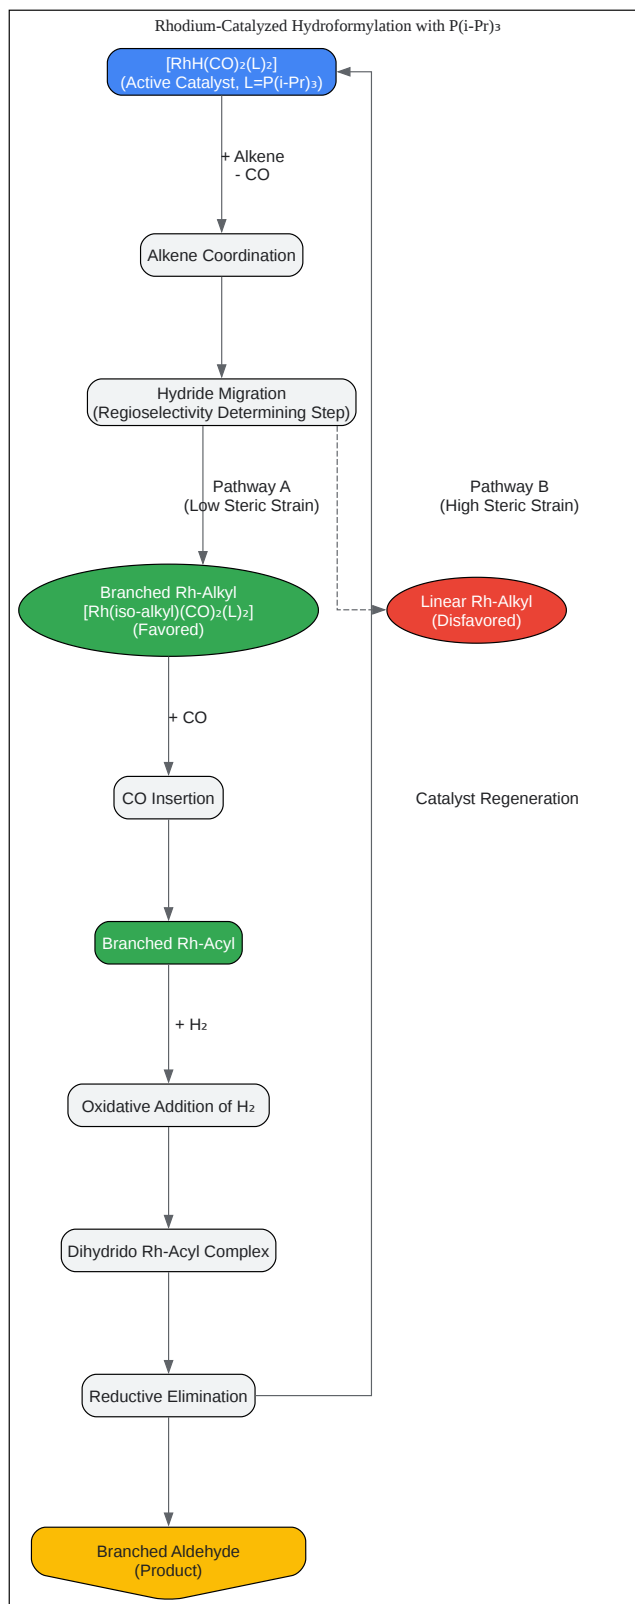 Rhodium-Catalyzed Hydroformylation with P(i-Pr)₃
[RhH(CO)₂(L)₂]
(Active Catalyst, L=P(i-Pr)₃)
+ Alkene
- CO
Alkene Coordination
Hydride Migration
(Regioselectivity Determining Step)
Pathway A
(Low Steric Strain)
Pathway B
(High Steric Strain)
Branched Rh-Alkyl
[Rh(iso-alkyl)(CO)₂(L)₂]
(Favored)
Linear Rh-Alkyl
(Disfavored)
+ CO
CO Insertion
Catalyst Regeneration
Branched Rh-Acyl
+ H₂
Oxidative Addition of H₂
Dihydrido Rh-Acyl Complex
Reductive Elimination
Branched Aldehyde
(Product)